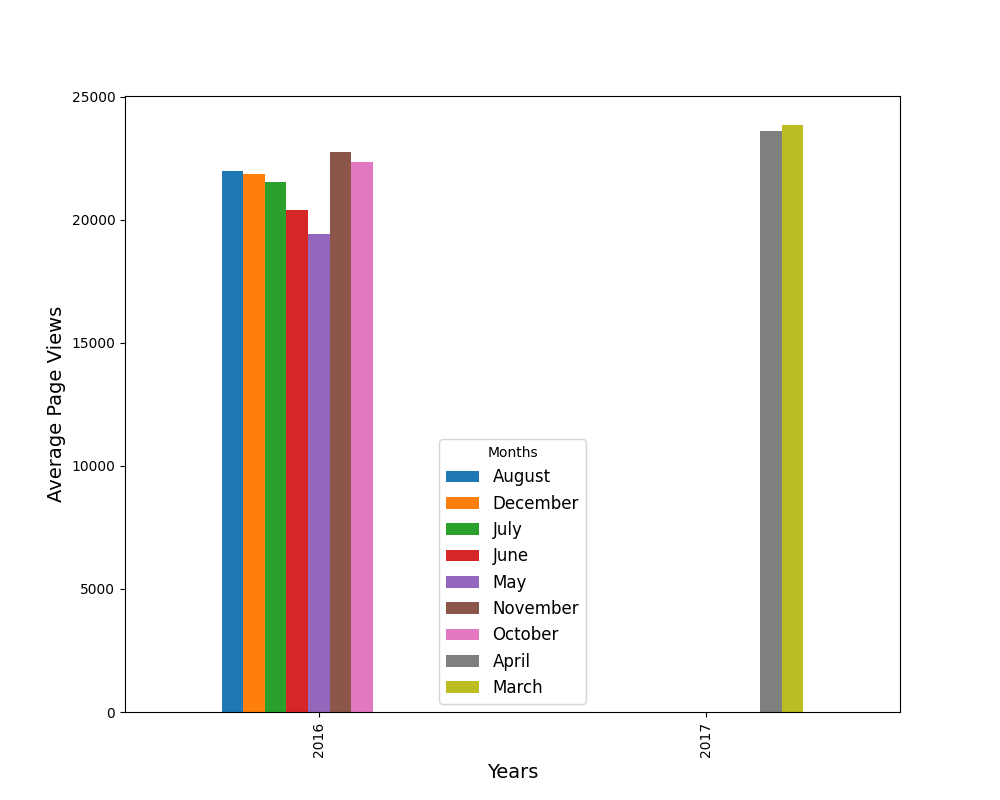 25000
20000
15000
10000
5000
0
Average Page Views
Months
August
December
July
June
May
November
October
April
March
2016
2017
Years